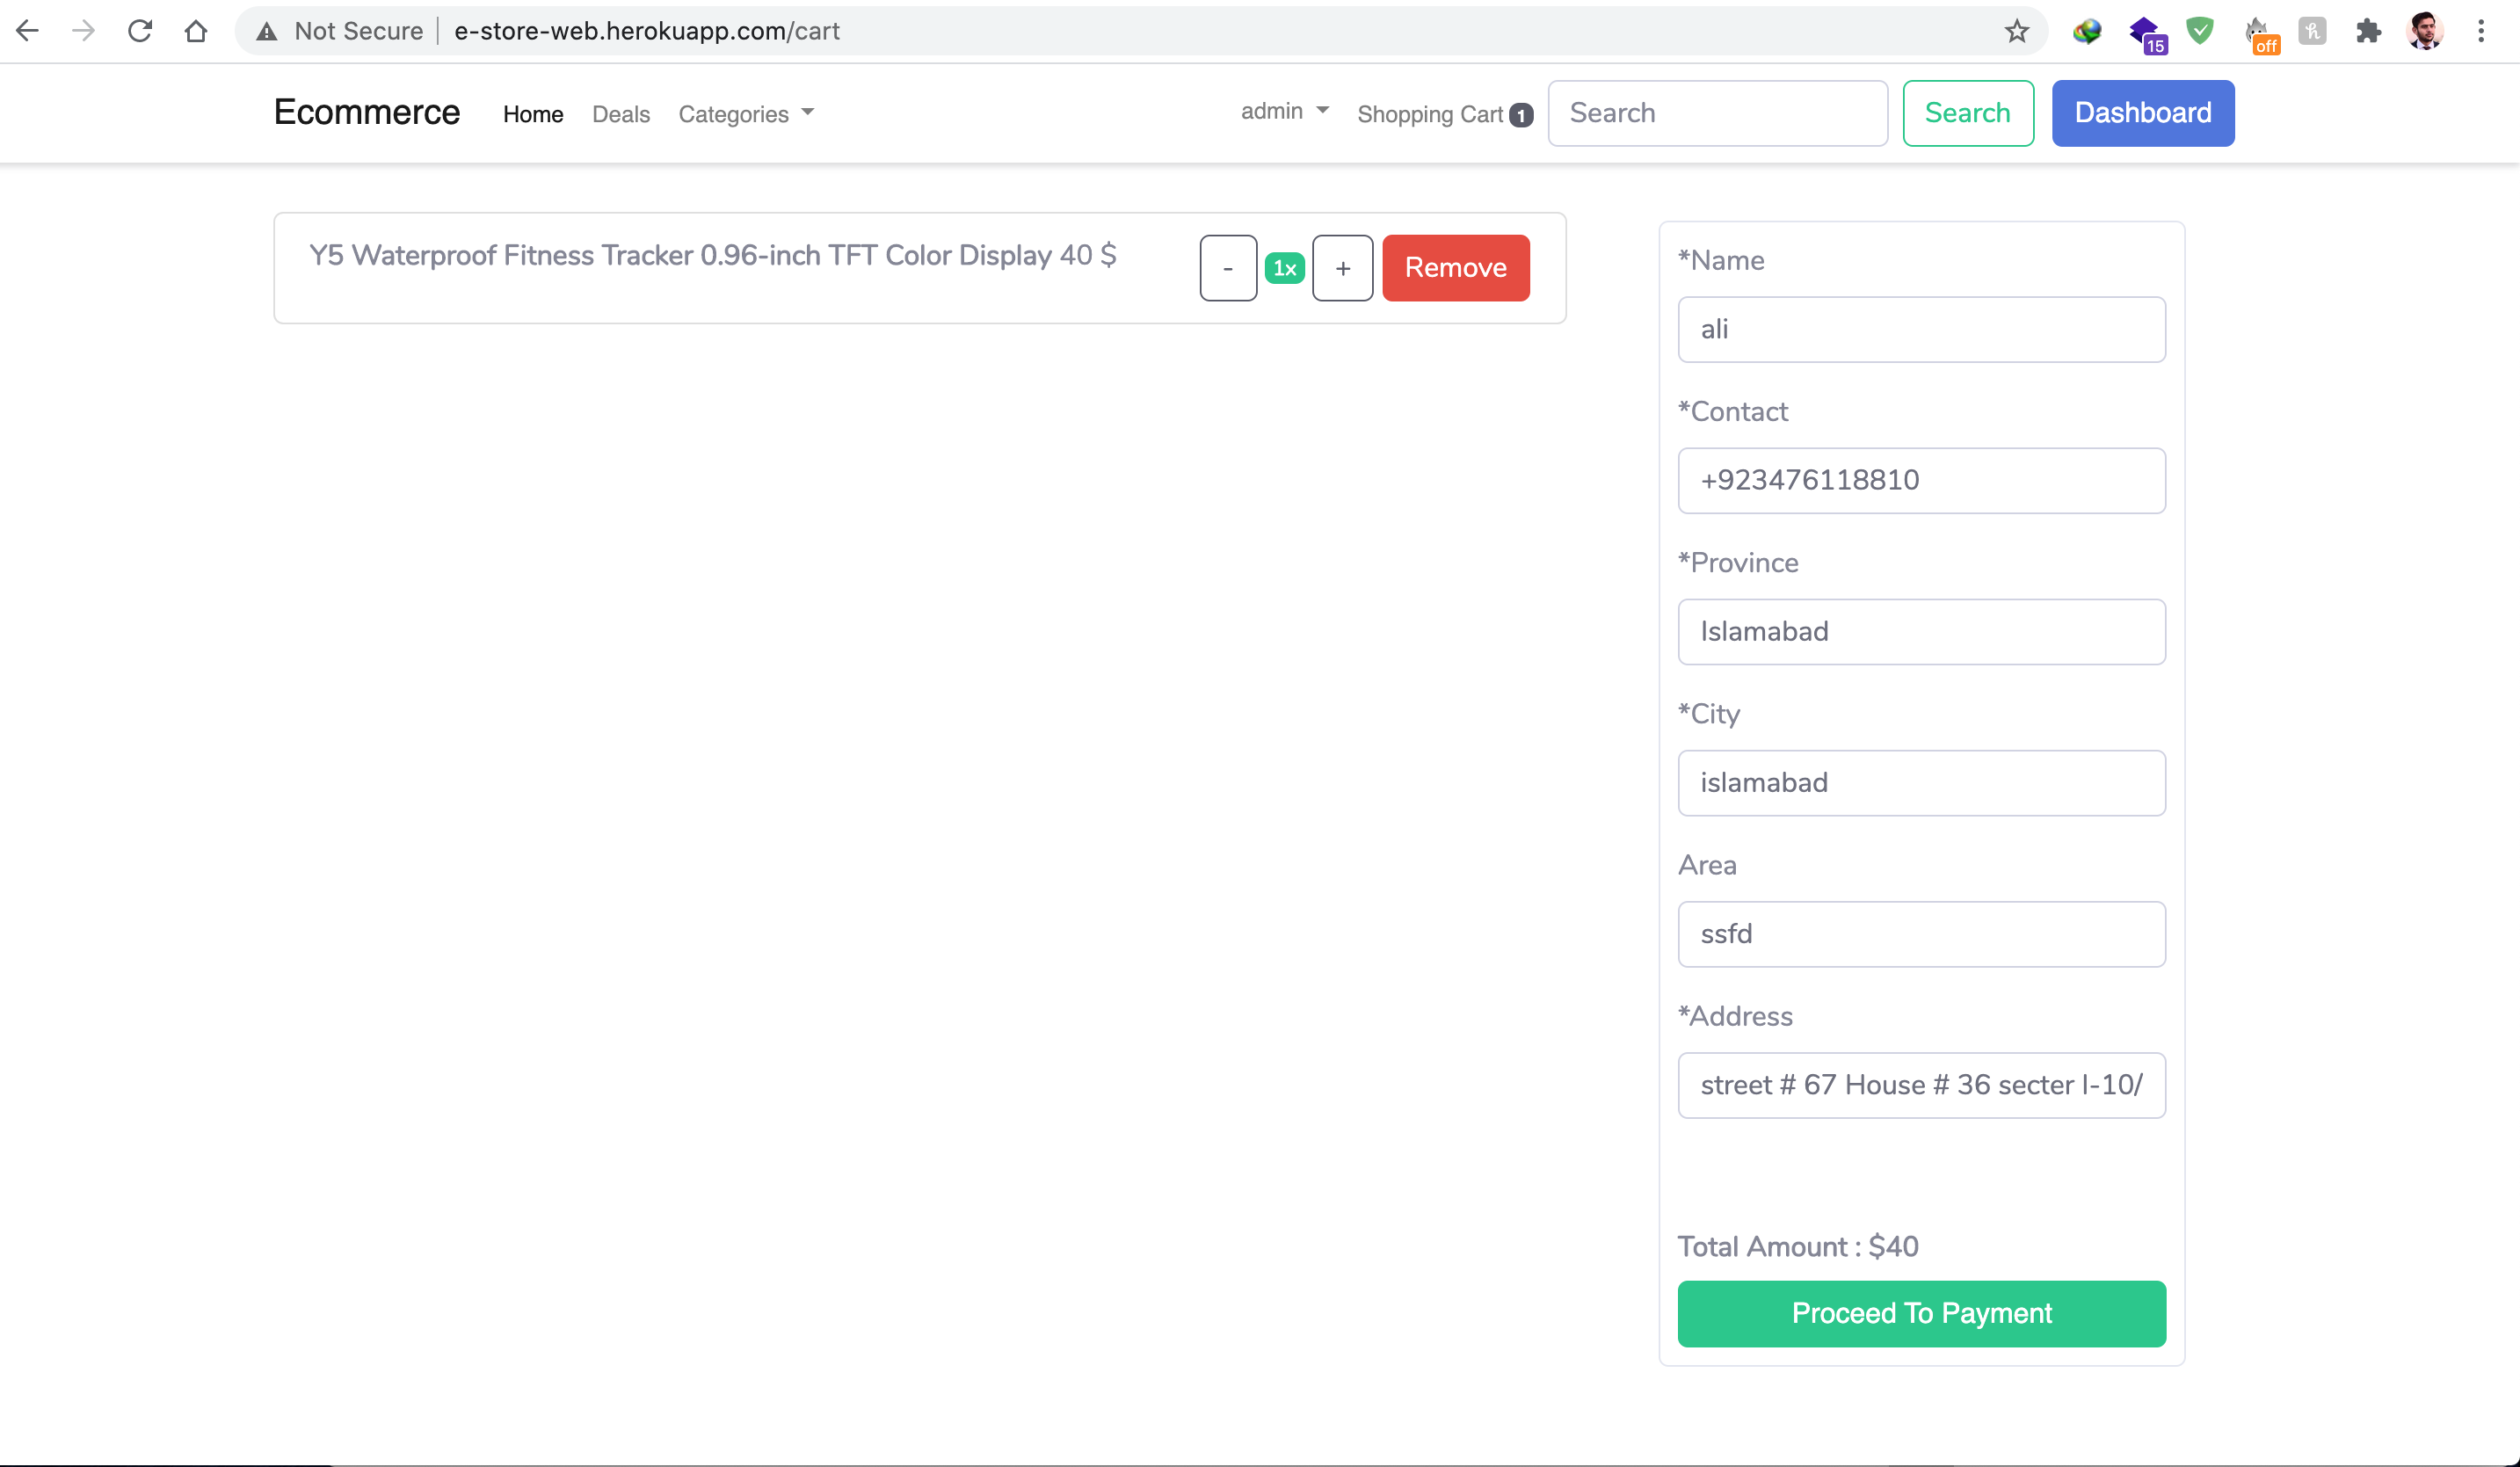 Not Secure | e-store-web.herokuapp.com/cart
15
off
Ecommerce Home Deals Categories admin Shopping Cart 1 Search Search Dashboard
Y5 Waterproof Fitness Tracker 0.96-inch TFT Color Display 40 $ - 1x + Remove
*Name
ali
*Contact
+923476118810
*Province
Islamabad
*City
islamabad
Area
ssfd
*Address
street # 67 House # 36 secter I-10/
Total Amount : $40
Proceed To Payment